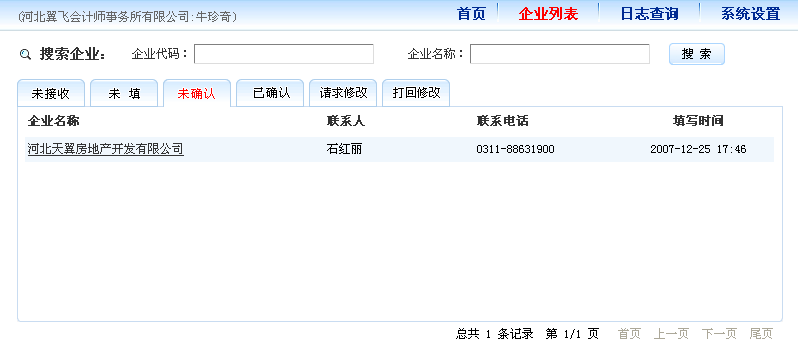 (河北翼飞会计师事务所有限公司:牛珍奇)
首页 企业列表 日志查询 系统设置
搜索企业: 企业代码: 企业名称: 搜 索
未接收 未 填 未确认 已确认 请求修改 打回修改
企业名称 联系人 联系电话 填写时间
河北天翼房地产开发有限公司 石红丽 0311-88631900 2007-12-25 17:46
总共 1 条记录 第 1/1 页 首页 上一页 下一页 尾页